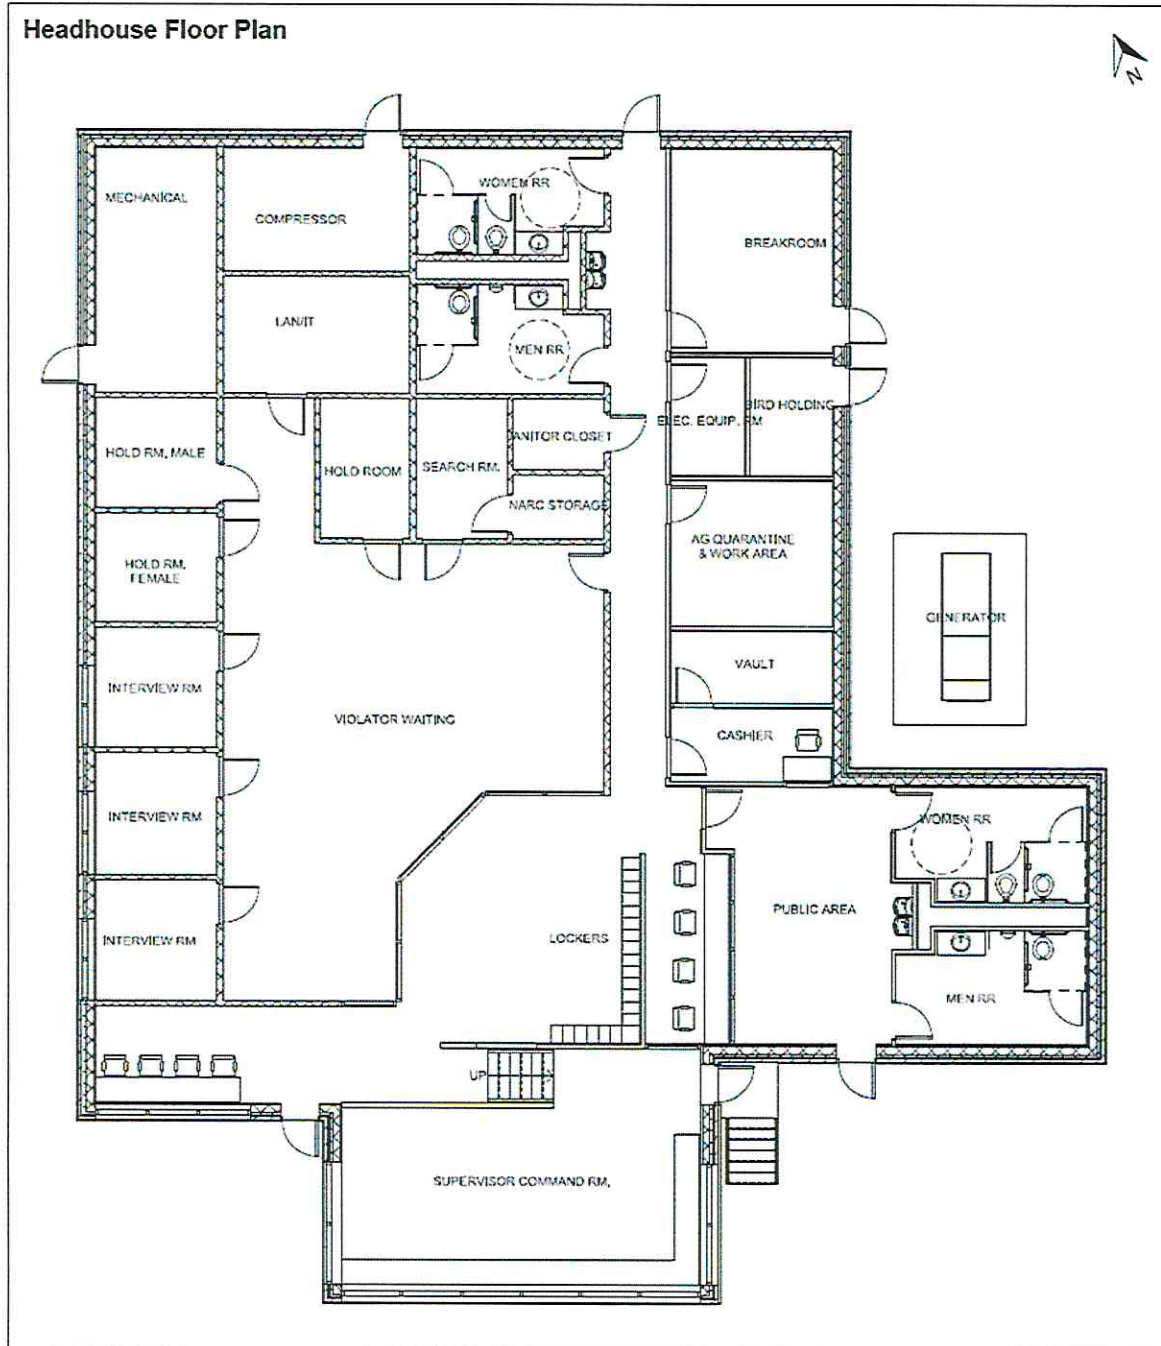 Headhouse Floor Plan
N
MECHANICAL
COMPRESSOR
WOMEN RR
BREAKROOM
LAN/IT
MEN RR
BIRD HOLDING
ELEC. EQUIP. RM
HOLD RM, MALE
HOLD ROOM
SEARCH RM.
ANITOR CLOSET
NARC STORAGE
AG QUARANTINE
& WORK AREA
HOLD RM,
FEMALE
GENERATOR
VAULT
INTERVIEW RM
VIOLATOR WAITING
CASHIER
INTERVIEW RM
WOMEN RR
PUBLIC AREA
INTERVIEW RM
LOCKERS
MEN RR
UP
SUPERVISOR COMMAND RM,